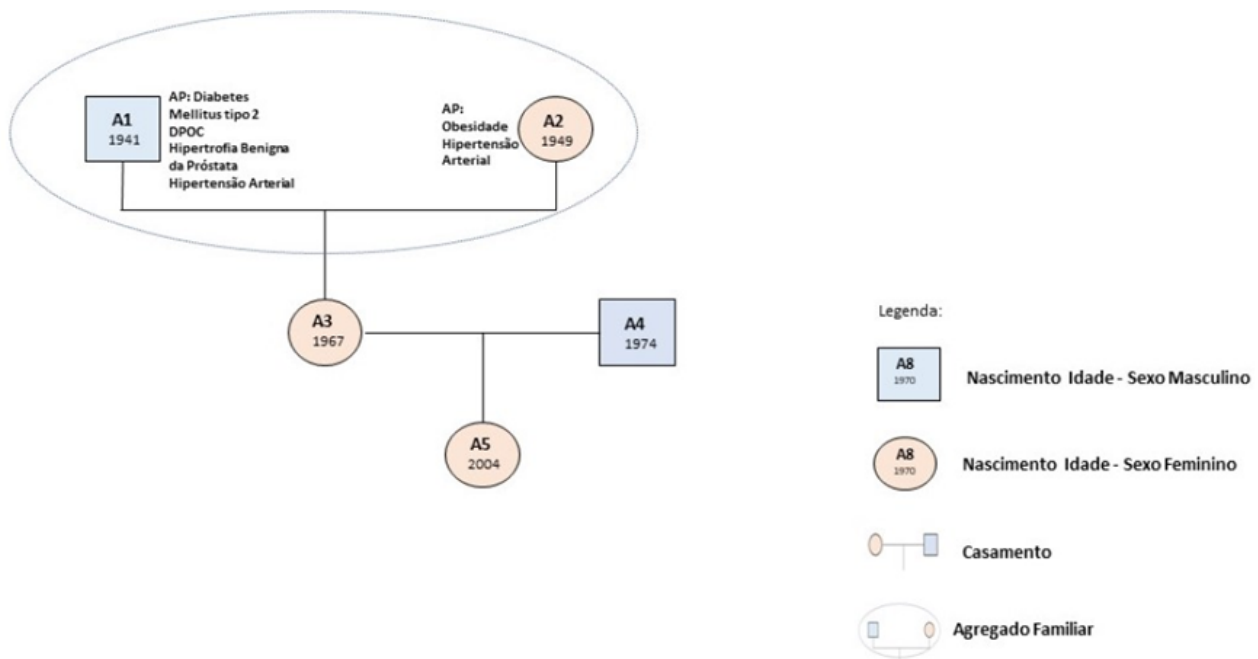 A1
1941
AP: Diabetes
Mellitus tipo 2
DPOC
Hipertrofia Benigna
da Próstata
Hipertensão Arterial
AP:
Obesidade
Hipertensão
Arterial
A2
1949
A3
1967
A4
1974
A5
2004
Legenda:
A8
1970
Nascimento Idade - Sexo Masculino
A8
1970
Nascimento Idade - Sexo Feminino
Casamento
Agregado Familiar